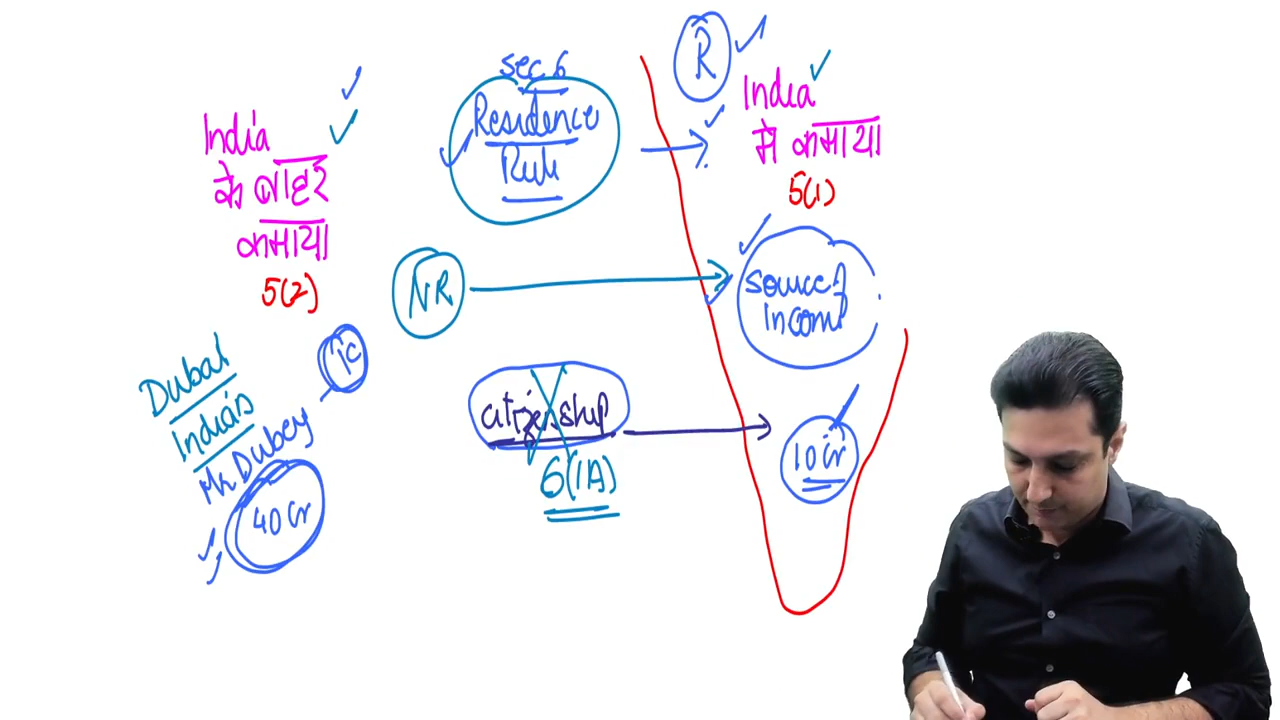 sec 6
Residence
Rule
R
India
में कमाया
5(1)
India
के बाहर
कमाया
5(2)
NR
source of
income
Dubai
Indians
Mr Dubey
IC
40 Cr
citizenship
6(1A)
10 Cr